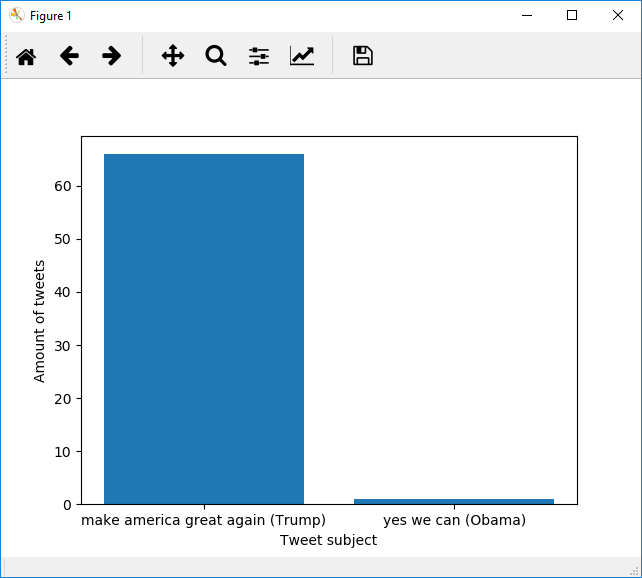 Figure 1
60
50
40
30
20
10
0
Amount of tweets
make america great again (Trump)
yes we can (Obama)
Tweet subject